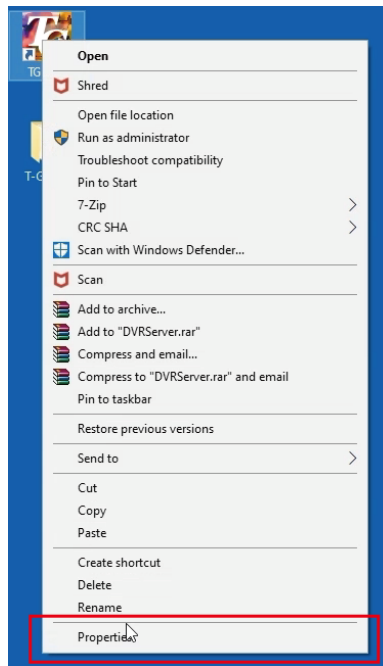 TG
Open
Shred
Open file location
Run as administrator
Troubleshoot compatibility
Pin to Start
7-Zip
CRC SHA
T-G
Scan with Windows Defender...
Scan
Add to archive...
Add to "DVRServer.rar"
Compress and email...
Compress to "DVRServer.rar" and email
Pin to taskbar
Restore previous versions
Send to
Cut
Copy
Paste
Create shortcut
Delete
Rename
Properties